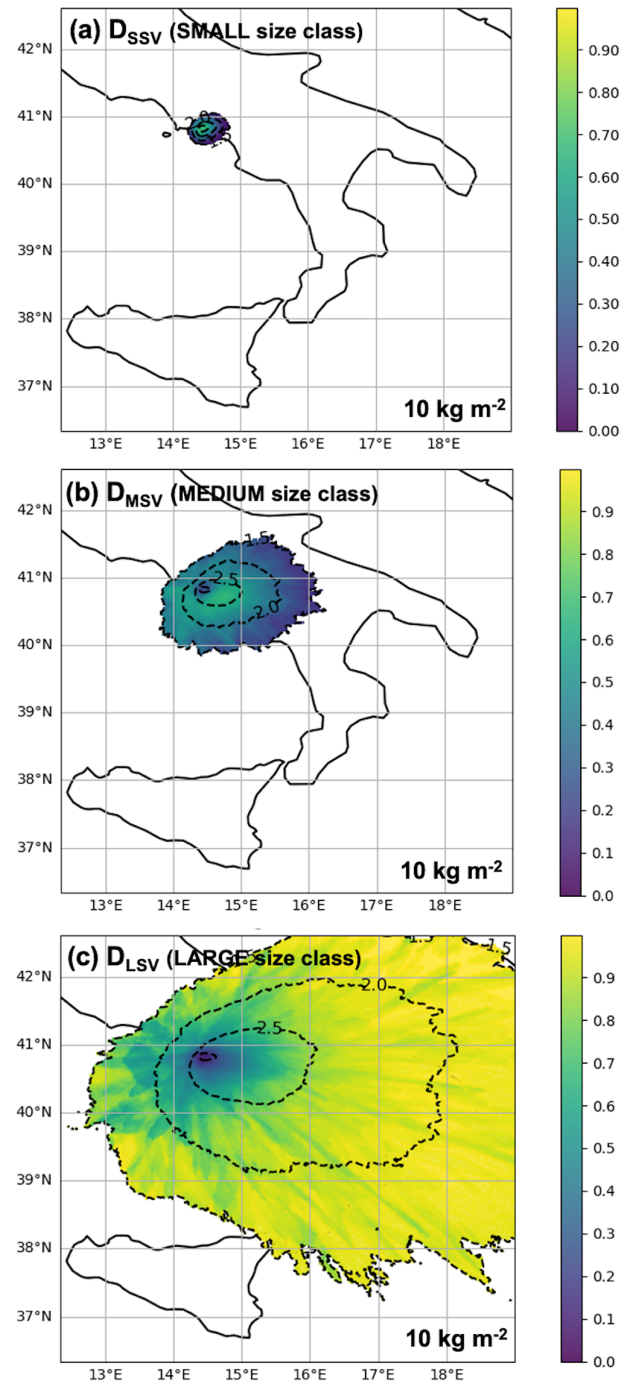 (a) D_SSV (SMALL size class)
42°N
41°N
40°N
39°N
38°N
37°N
13°E 14°E 15°E 16°E 17°E 18°E
2.0
10 kg m⁻²
0.90
0.80
0.70
0.60
0.50
0.40
0.30
0.20
0.10
0.00
(b) D_MSV (MEDIUM size class)
42°N
41°N
40°N
39°N
38°N
37°N
13°E 14°E 15°E 16°E 17°E 18°E
1.5
2.5
2.0
10 kg m⁻²
0.9
0.8
0.7
0.6
0.5
0.4
0.3
0.2
0.1
0.0
(c) D_LSV (LARGE size class)
42°N
41°N
40°N
39°N
38°N
37°N
13°E 14°E 15°E 16°E 17°E 18°E
1.5
1.5
2.0
2.5
10 kg m⁻²
0.9
0.8
0.7
0.6
0.5
0.4
0.3
0.2
0.1
0.0